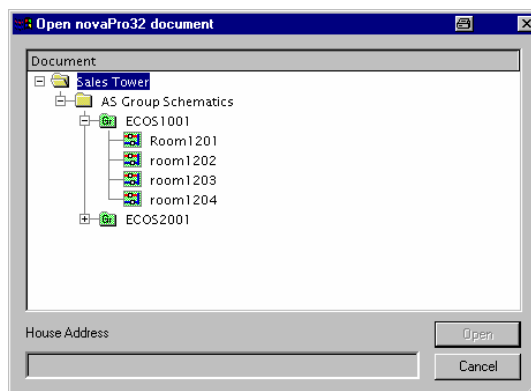 Open novaPro32 document
Document
Sales Tower
AS Group Schematics
Gr ECOS1001
Room1201
room1202
room1203
room1204
Gr ECOS2001
House Address
Open
Cancel